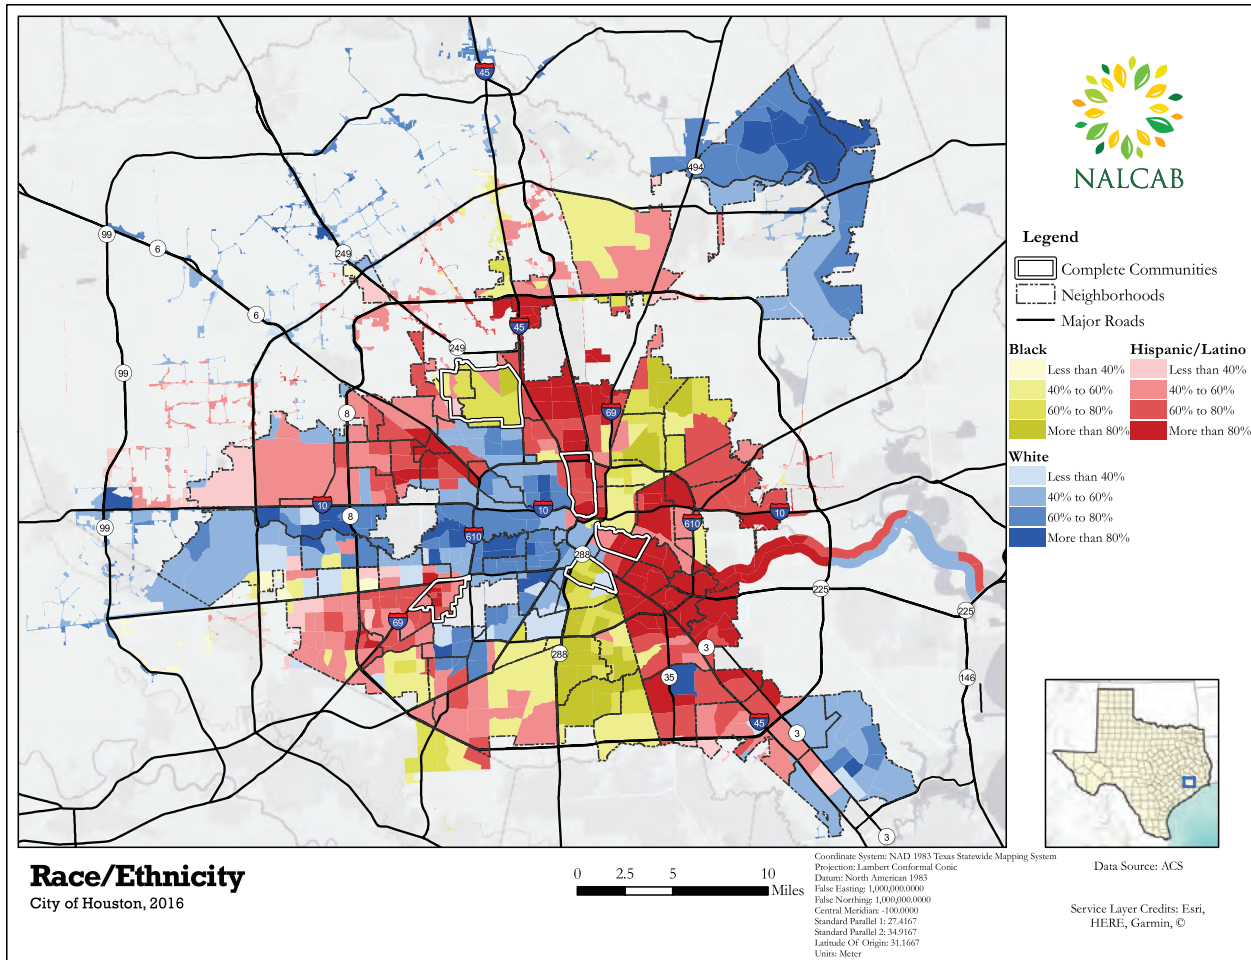 45
494
99
6
249
6
45
249
99
8
69
10
8
10
10
610
610
99
288
225
225
69
288
3
35
146
45
3
3
NALCAB
Legend
Complete Communities
Neighborhoods
Major Roads
Black
Less than 40%
40% to 60%
60% to 80%
More than 80%
Hispanic/Latino
Less than 40%
40% to 60%
60% to 80%
More than 80%
White
Less than 40%
40% to 60%
60% to 80%
More than 80%
Race/Ethnicity
City of Houston, 2016
0 2.5 5 10
Miles
Coordinate System: NAD 1983 Texas Statewide Mapping System
Projection: Lambert Conformal Conic
Datum: North American 1983
False Easting: 1,000,000.0000
False Northing: 1,000,000.0000
Central Meridian: -100.0000
Standard Parallel 1: 27.4167
Standard Parallel 2: 34.9167
Latitude Of Origin: 31.1667
Units: Meter
Data Source: ACS
Service Layer Credits: Esri,
HERE, Garmin, ©